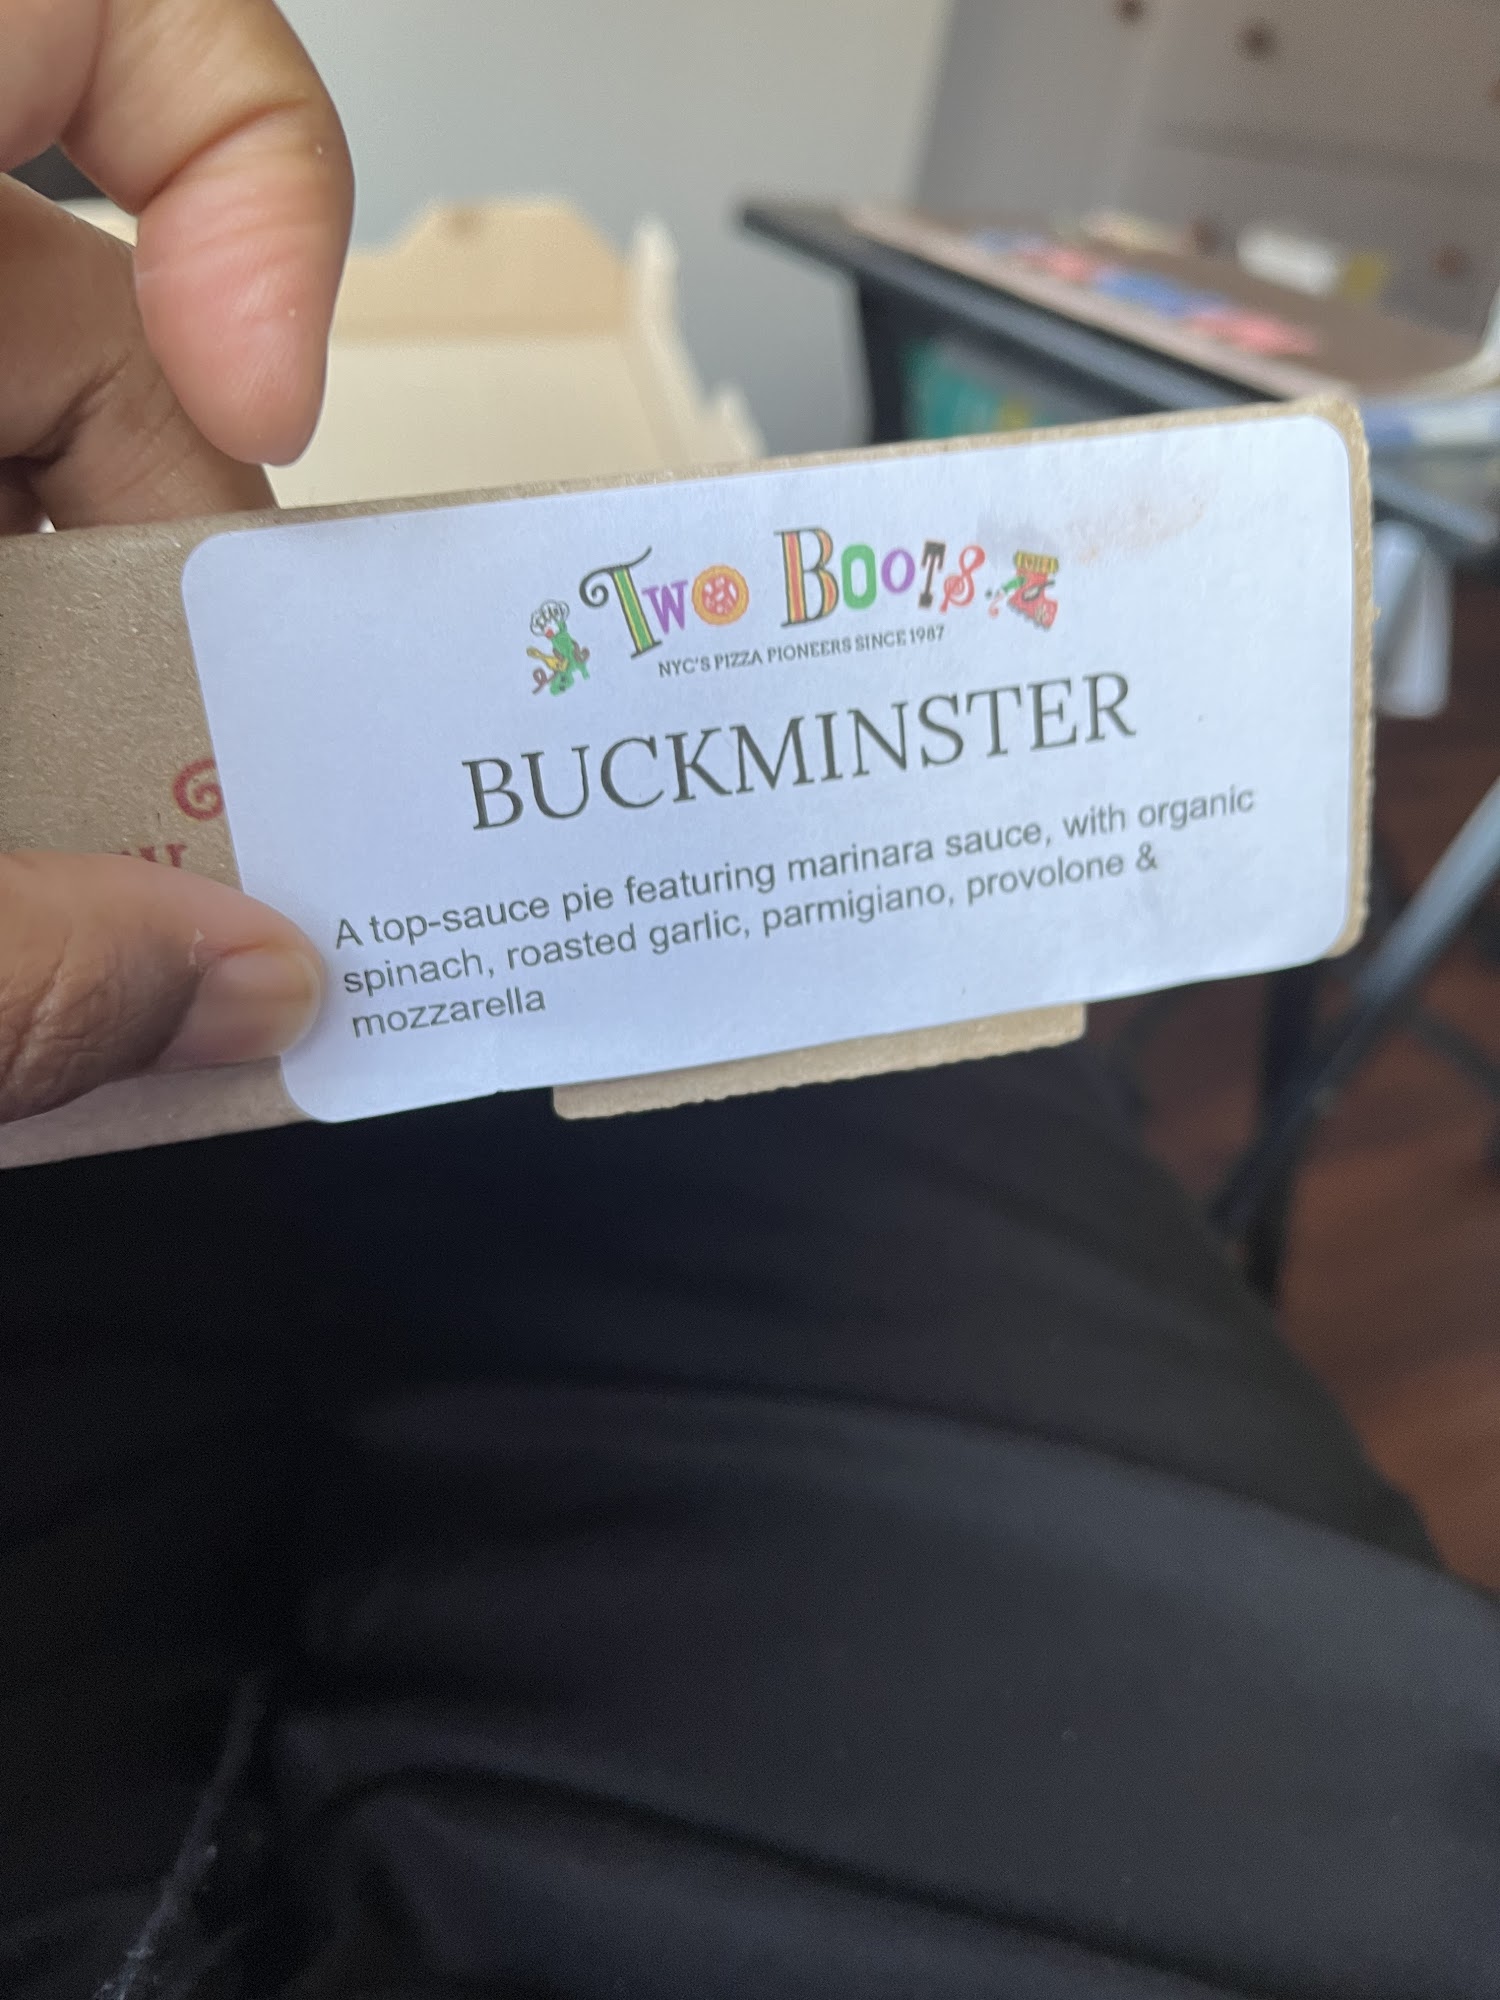 TWO BOOTS
NYC'S PIZZA PIONEERS SINCE 1987
BUCKMINSTER
A top-sauce pie featuring marinara sauce, with organic
spinach, roasted garlic, parmigiano, provolone &
mozzarella